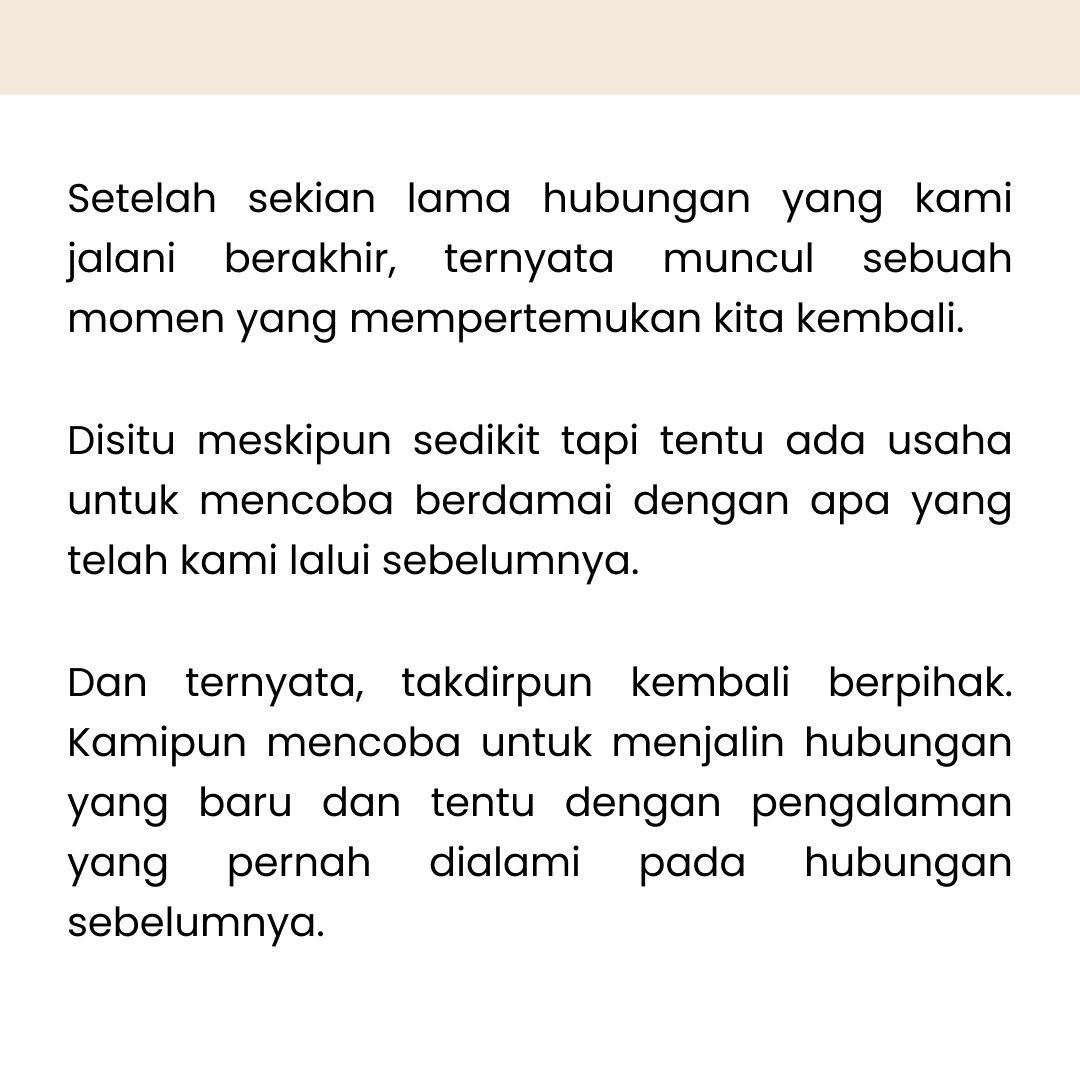 Setelah sekian lama hubungan yang kami
jalani berakhir, ternyata muncul sebuah
momen yang mempertemukan kita kembali.
Disitu meskipun sedikit tapi tentu ada usaha
untuk mencoba berdamai dengan apa yang
telah kami lalui sebelumnya.
Dan ternyata, takdirpun kembali berpihak.
Kamipun mencoba untuk menjalin hubungan
yang baru dan tentu dengan pengalaman
yang pernah dialami pada hubungan
sebelumnya.